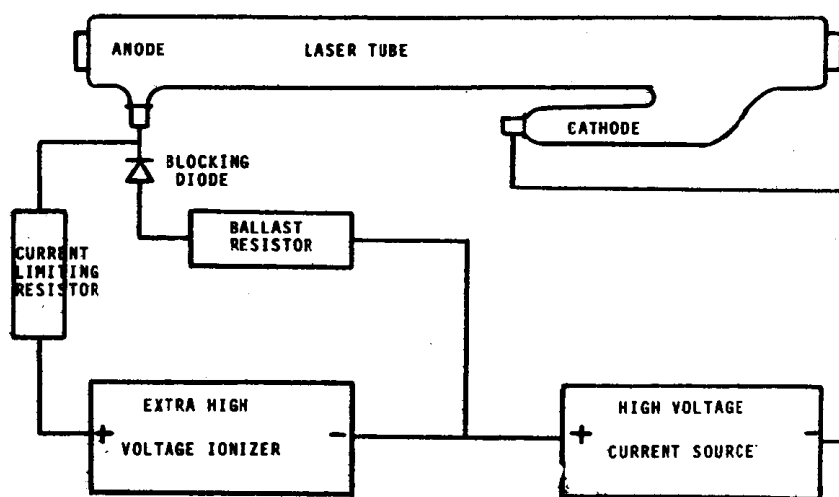 ANODE
LASER TUBE
CATHODE
BLOCKING
DIODE
BALLAST
RESISTOR
CURRENT
LIMITING
RESISTOR
EXTRA HIGH
+
-
VOLTAGE IONIZER
HIGH VOLTAGE
+
-
CURRENT SOURCE